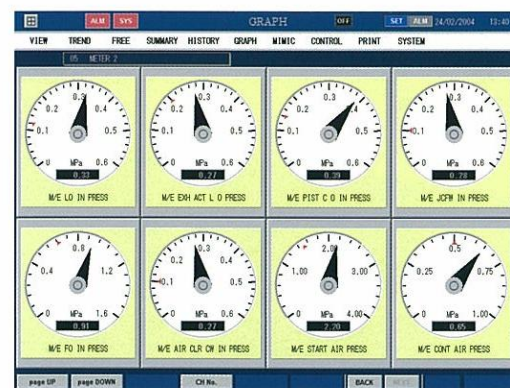 ALM SYS GRAPH OFF SET ALM 24/02/2004 13:40
VIEW TREND FREE SUMMARY HISTORY GRAPH MIMIC CONTROL PRINT SYSTEM
05 METER 2
0 0.1 0.2 0.3 0.4 0.5 0.6 MPa
0.33
M/E LO IN PRESS
0 0.1 0.2 0.3 0.4 0.5 0.6 MPa
0.27
M/E EXH ACT L O PRESS
0 0.1 0.2 0.3 0.4 0.5 0.6 MPa
0.39
M/E PIST C O IN PRESS
0 0.1 0.2 0.3 0.4 0.5 0.6 MPa
0.28
M/E JCFW IN PRESS
0 0.4 0.8 1.2 1.6 MPa
0.91
M/E FO IN PRESS
0 0.1 0.2 0.3 0.4 0.5 0.6 MPa
0.27
M/E AIR CLR CW IN PRESS
0 1.00 2.00 3.00 4.00 MPa
2.20
M/E START AIR PRESS
0 0.25 0.5 0.75 1.00 MPa
0.65
M/E CONT AIR PRESS
page UP page DOWN CH No. BACK NEXT